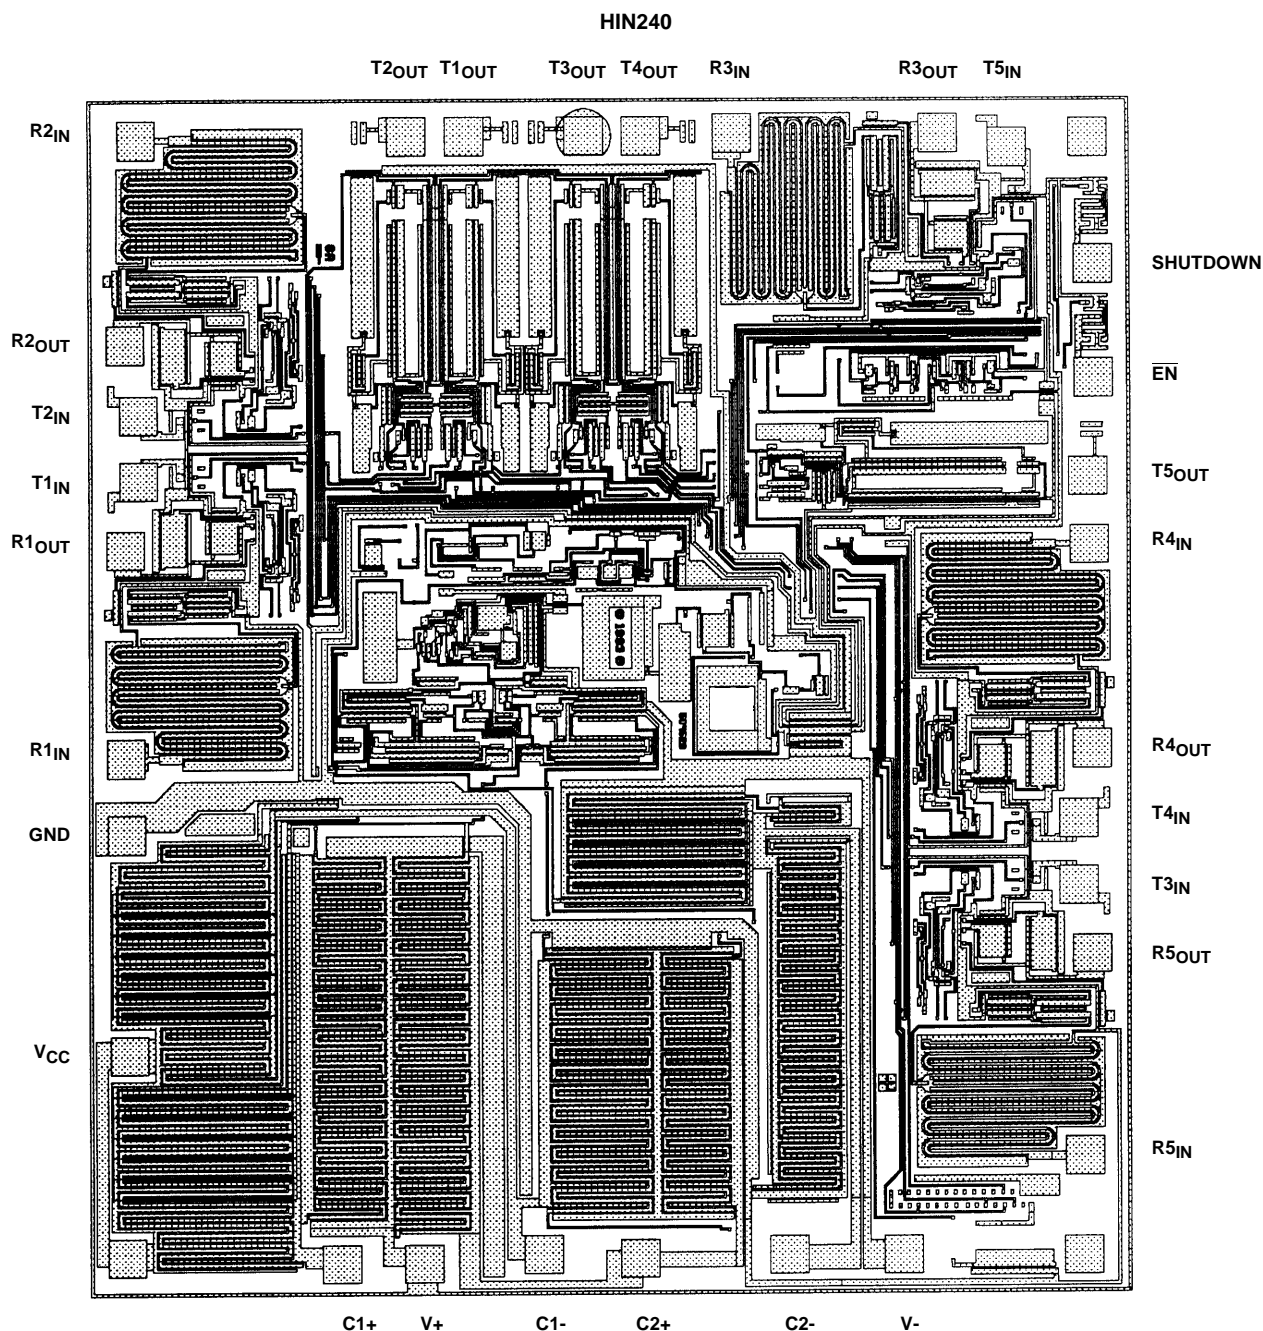 HIN240
T2OUT T1OUT T3OUT T4OUT R3IN R3OUT T5IN
R2IN
SHUTDOWN
R2OUT
EN
T2IN
T5OUT
T1IN
R1OUT
R4IN
© 1993 ©
R1IN
R4OUT
T4IN
GND
T3IN
R5OUT
VCC
R5IN
C1+ V+ C1- C2+ C2- V-